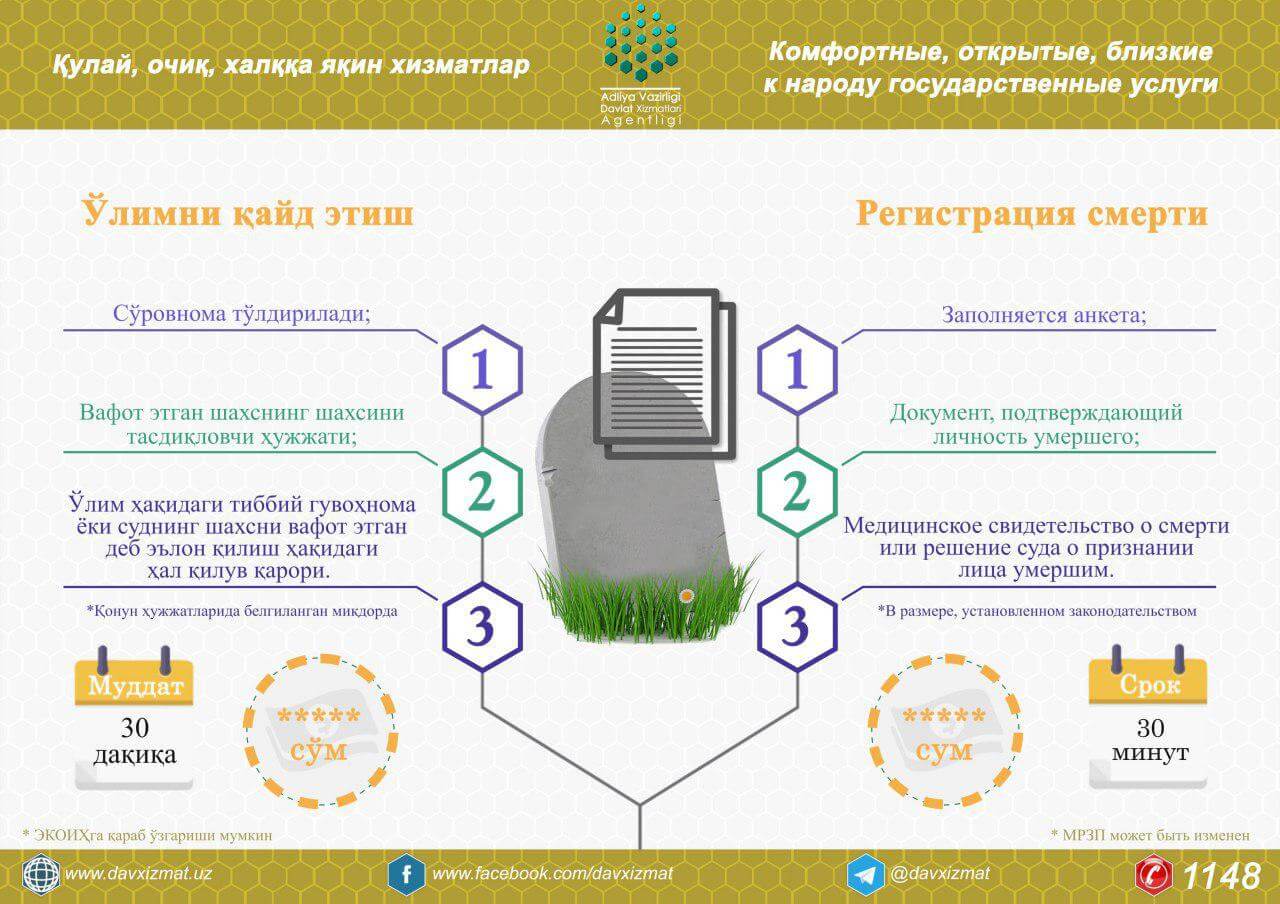 Қулай, очиқ, халққа яқин хизматлар
Adliya Vazirligi
Davlat Xizmatlari
Agentligi
Комфортные, открытые, близкие
к народу государственные услуги
Ўлимни қайд этиш
Сўровнома тўлдирилади;
1
Вафот этган шахснинг шахсини
тасдиқловчи ҳужжати;
2
Ўлим ҳақидаги тиббий гувоҳнома
ёки суднинг шахсни вафот этган
деб эълон қилиш ҳақидаги
ҳал қилув қарори.
3
*Қонун ҳужжатларида белгиланган миқдорда
Муддат
30
дақиқа
*****
сўм
* ЭКОИҲга қараб ўзгариши мумкин
Регистрация смерти
1
Заполняется анкета;
2
Документ, подтверждающий
личность умершего;
3
Медицинское свидетельство о смерти
или решение суда о признании
лица умершим.
*В размере, установленном законодательством
*****
сум
Срок
30
минут
* МРЗП может быть изменен
www.davxizmat.uz
www.facebook.com/davxizmat
@davxizmat
1148